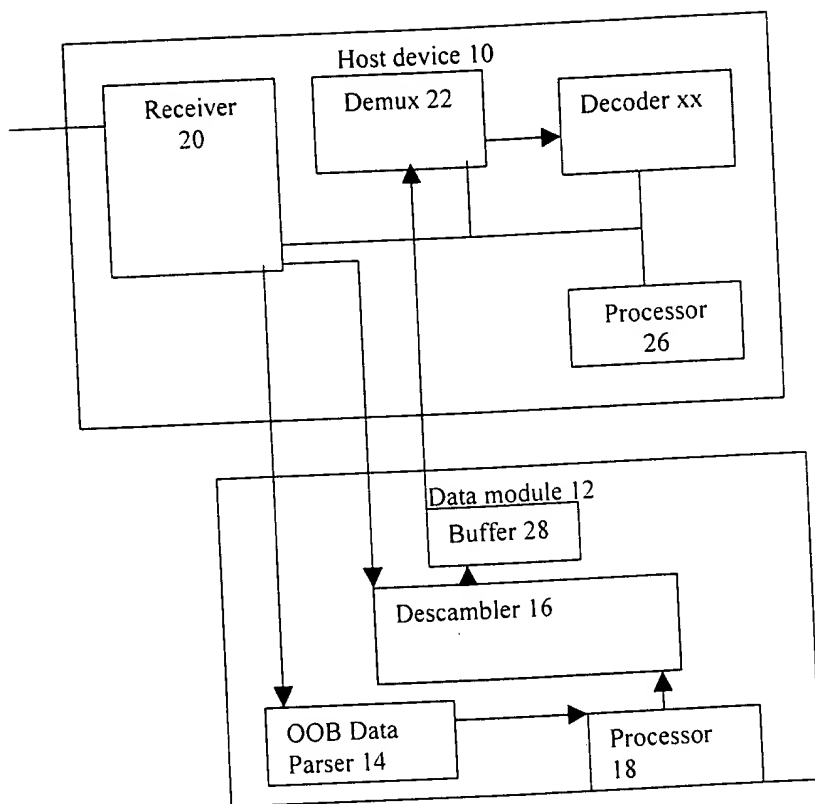 Host device 10
Receiver
20
Demux 22
Decoder xx
Processor
26
Data module 12
Buffer 28
Descambler 16
OOB Data
Parser 14
Processor
18